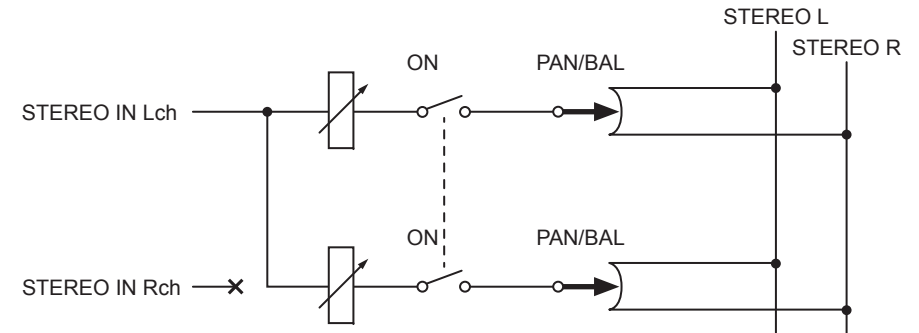 STEREO L
STEREO R
ON
PAN/BAL
STEREO IN Lch
ON
PAN/BAL
STEREO IN Rch